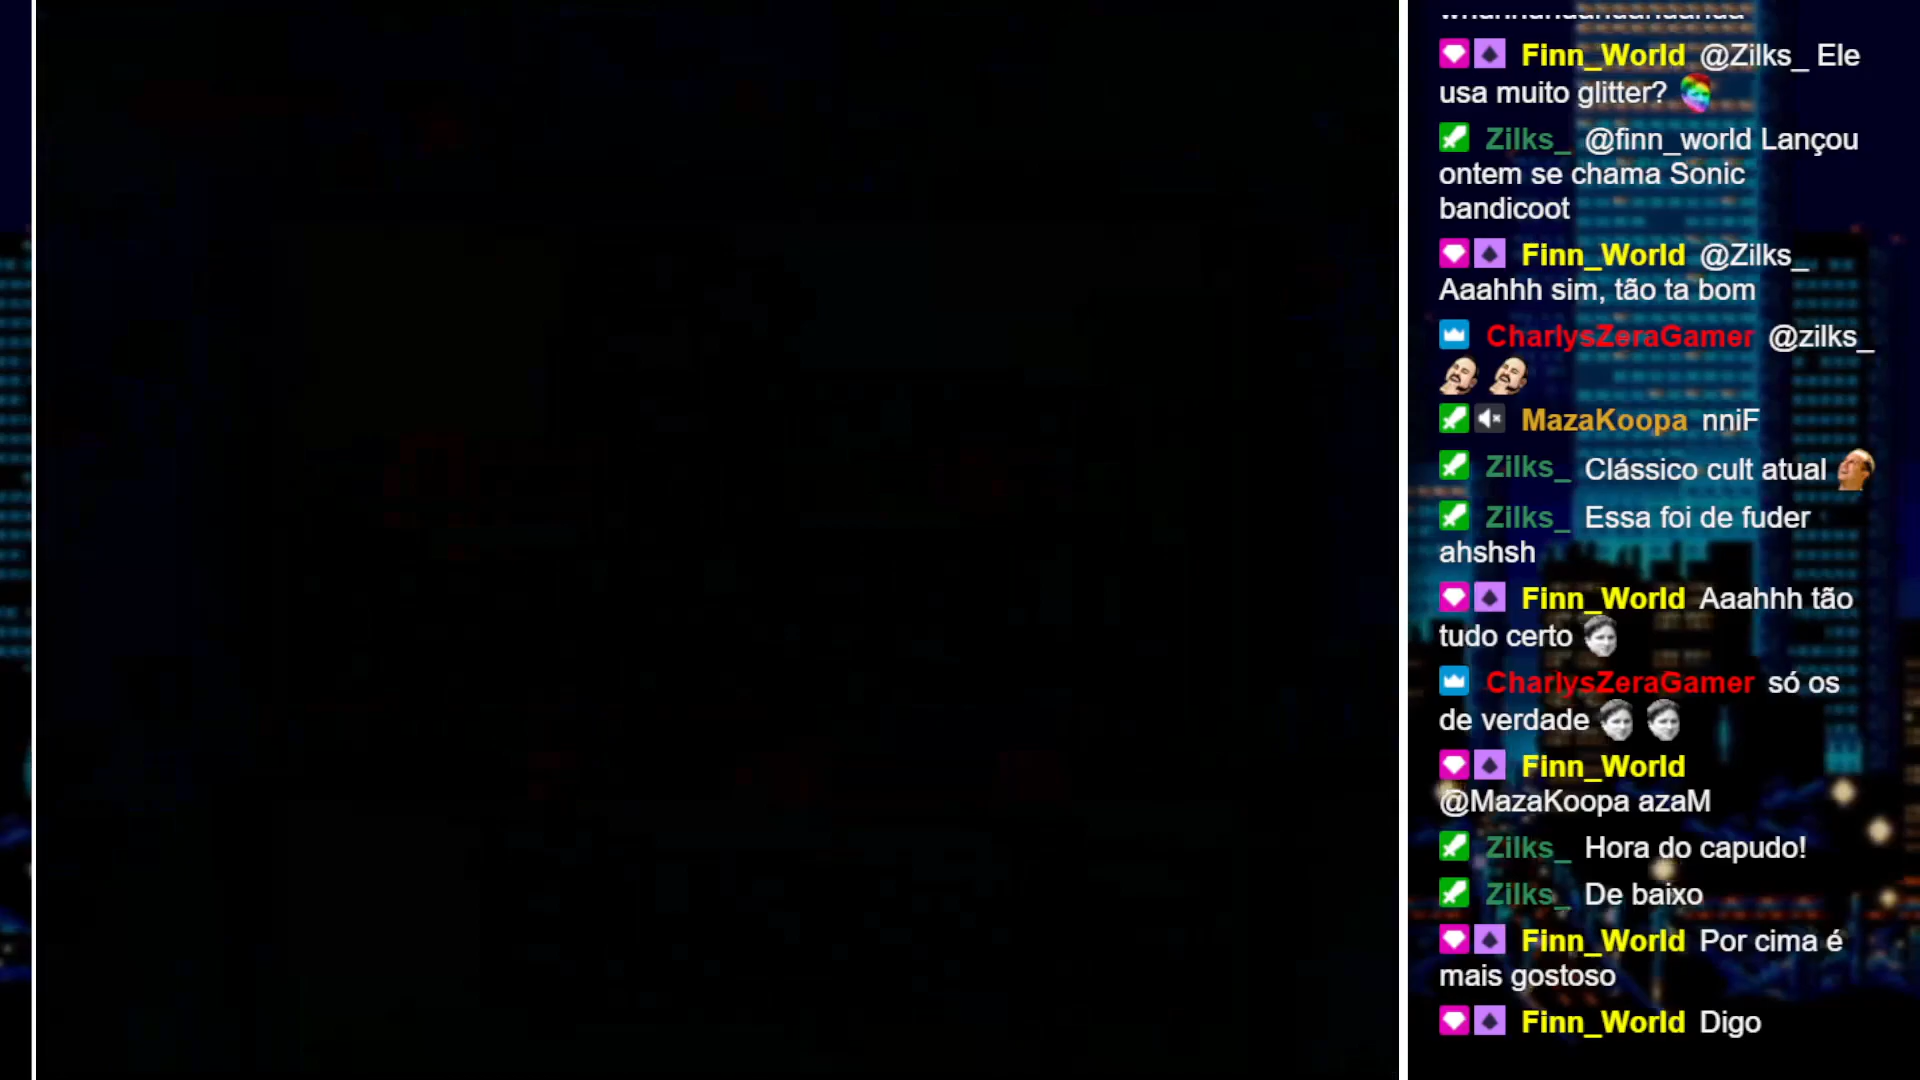 Finn_World @Zilks_ Ele
usa muito glitter?
Zilks_ @finn_world Lançou
ontem se chama Sonic
bandicoot
Finn_World @Zilks_
Aaahhh sim, tão ta bom
CharlysZeraGamer @zilks_
MazaKoopa nniF
Zilks_ Clássico cult atual
Zilks_ Essa foi de fuder
ahshsh
Finn_World Aaahhh tão
tudo certo
CharlysZeraGamer só os
de verdade
Finn_World
@MazaKoopa azaM
Zilks_ Hora do capudo!
Zilks_ De baixo
Finn_World Por cima é
mais gostoso
Finn_World Digo